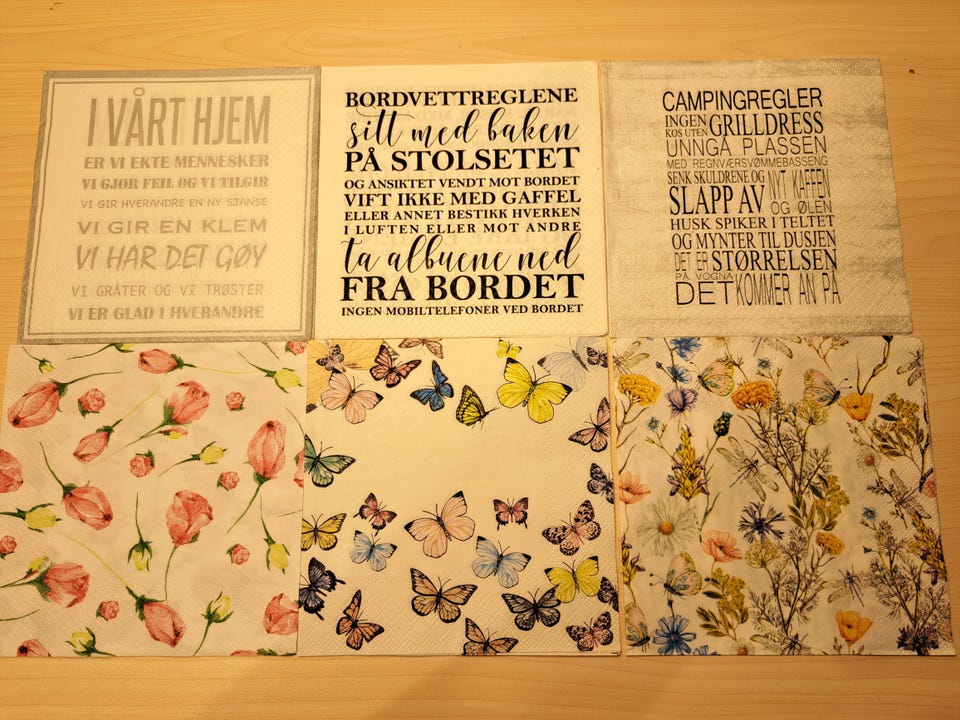 I VÅRT HJEM
ER VI EKTE MENNESKER
VI GJØR FEIL OG VI TILGIR
VI GIR HVERANDRE EN NY SJANSE
VI GIR EN KLEM
VI HAR DET GØY
VI GRÅTER OG VI TRØSTER
VI ER GLAD I HVERANDRE
BORDVETTREGLENE
sitt med baken
PÅ STOLSETET
OG ANSIKTET VENDT MOT BORDET
VIFT IKKE MED GAFFEL
ELLER ANNET BESTIKK HVERKEN
I LUFTEN ELLER MOT ANDRE
ta albuene ned
FRA BORDET
INGEN MOBILTELEFONER VED BORDET
CAMPINGREGLER
INGEN
KOS UTEN GRILLDRESS
UNNGÅ PLASSEN
MED REGNVÆRSVØMMEBASSENG
SENK SKULDRENE OG
SLAPP AV NYT KAFFEN
OG ØLEN
HUSK SPIKER I TELTET
OG MYNTER TIL DUSJEN
DET ER STØRRELSEN
PÅ VOGNA
DET KOMMER AN PÅ